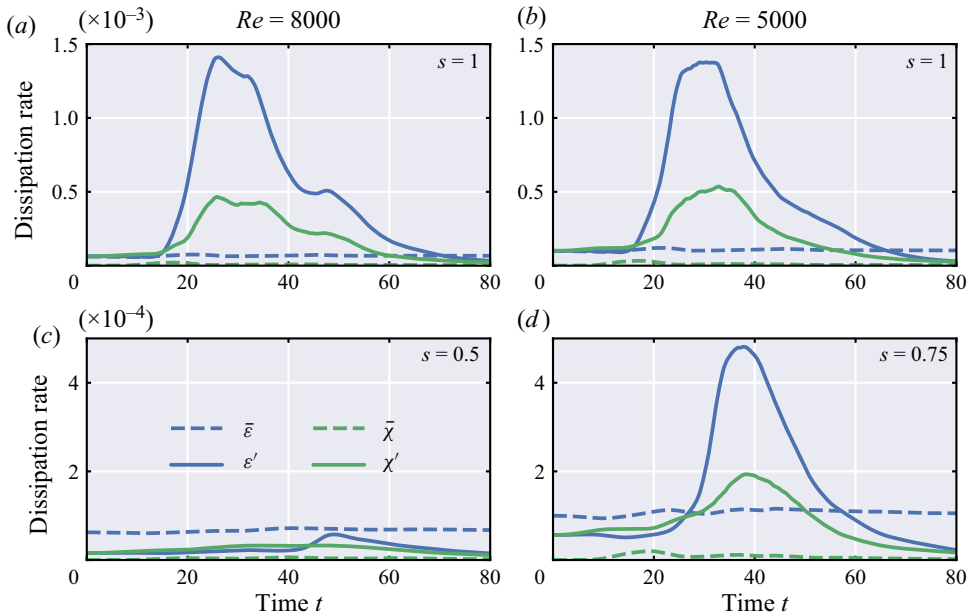 Re = 8000
Re = 5000
(a)
(×10⁻³)
(b)
1.5
1.0
0.5
0
20
40
60
80
s = 1
Dissipation rate
1.5
1.0
0.5
0
20
40
60
80
s = 1
(c)
(×10⁻⁴)
(d)
4
2
0
20
40
60
80
s = 0.5
Dissipation rate
ε̄
χ̄
ε′
χ′
Time t
4
2
0
20
40
60
80
s = 0.75
Dissipation rate
Time t